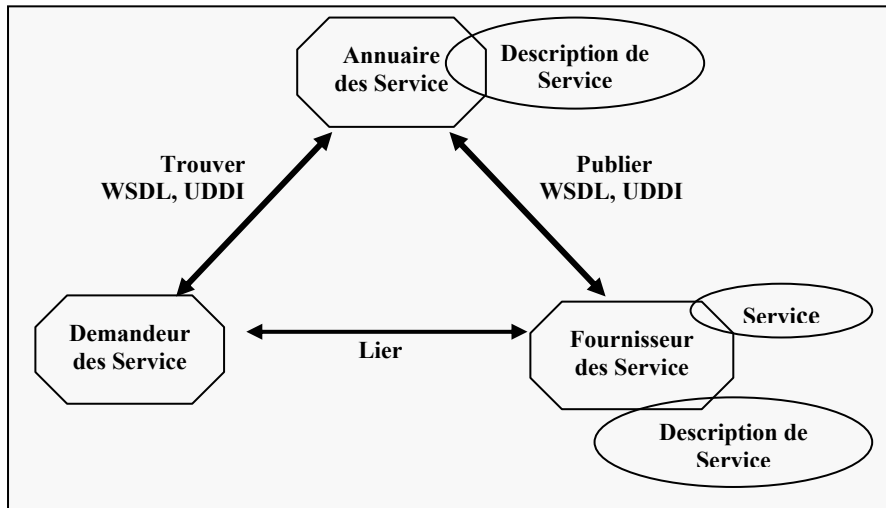 Annuaire
des Service
Description de
Service
Trouver
WSDL, UDDI
Publier
WSDL, UDDI
Demandeur
des Service
Lier
Fournisseur
des Service
Service
Description de
Service